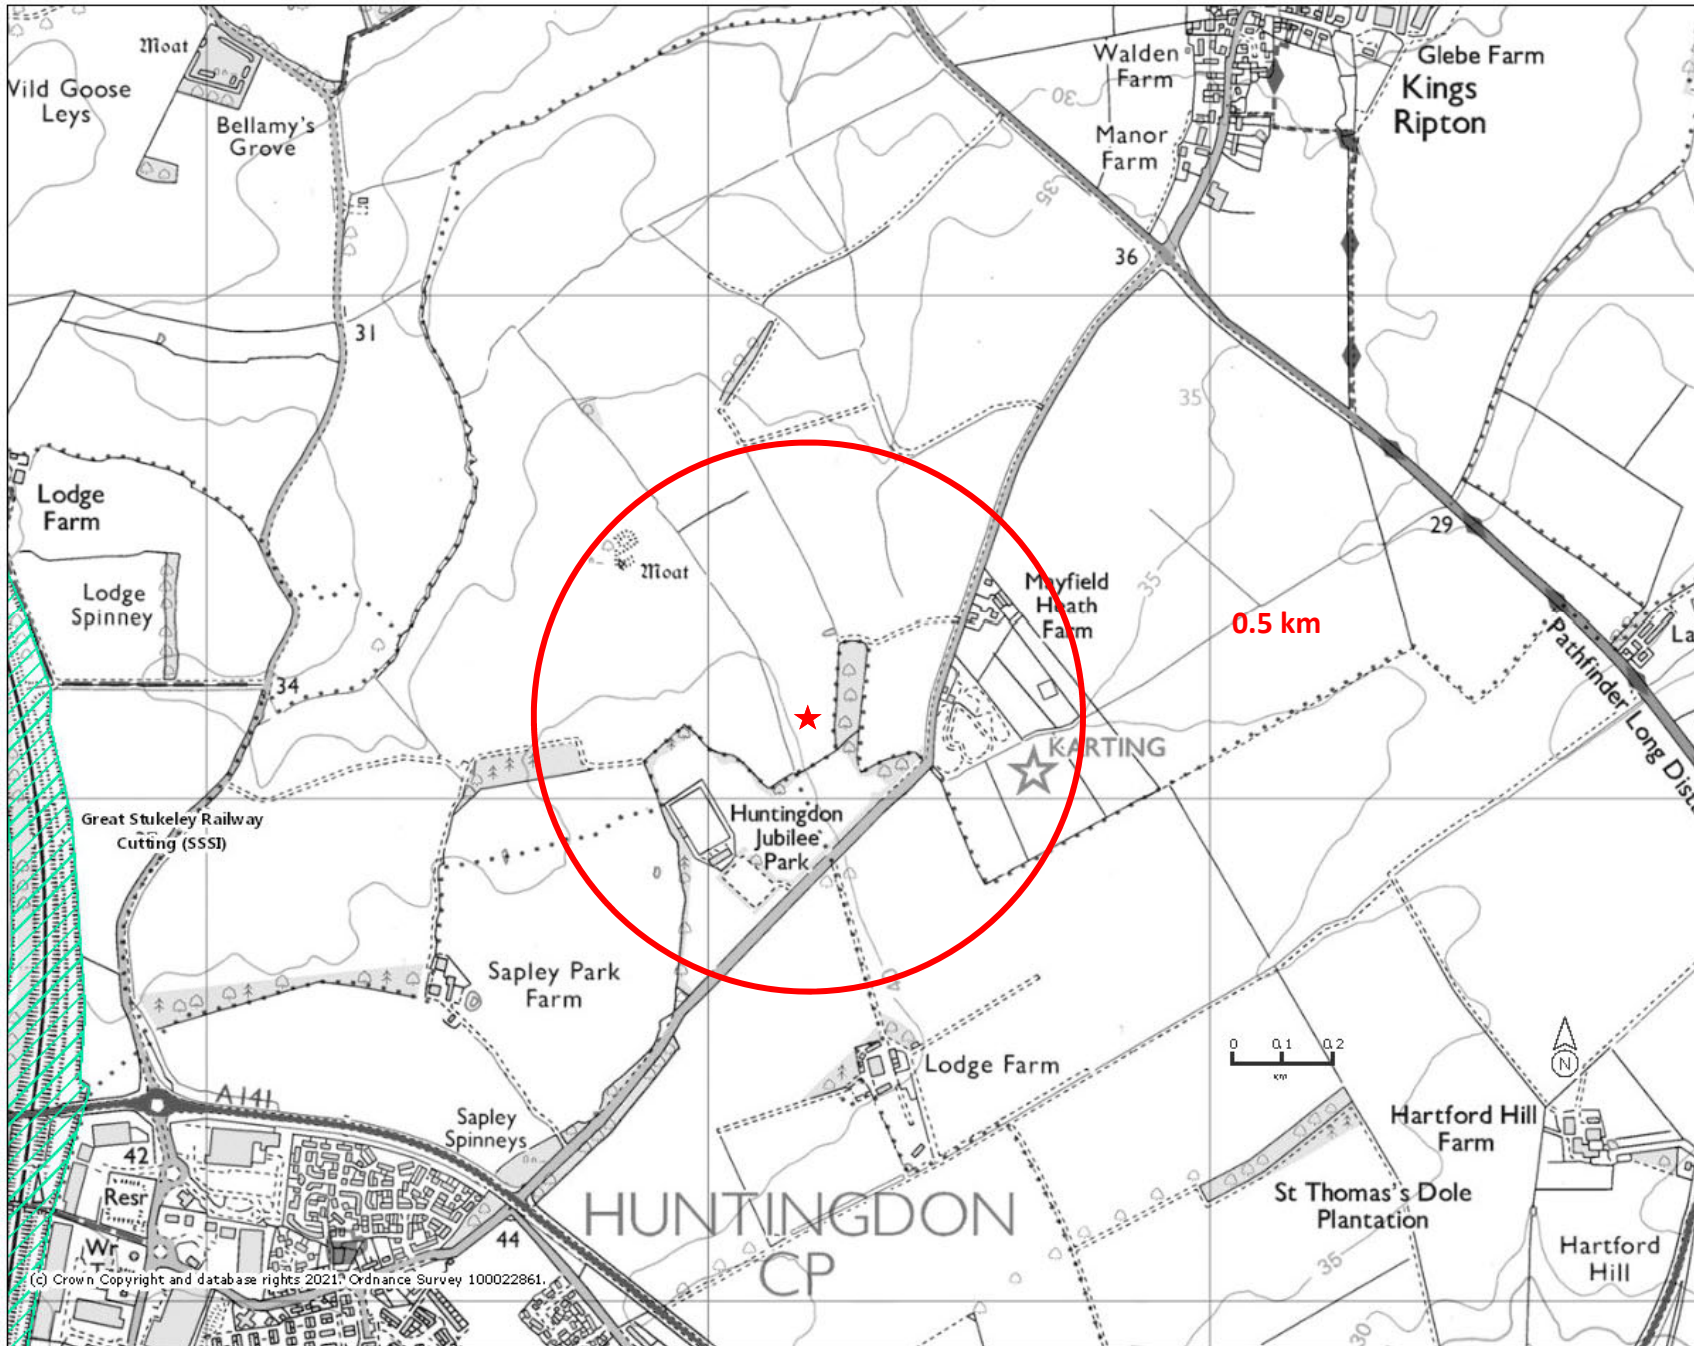 Moat
Wild Goose
Leys
Bellamy's
Grove
Walden
Farm
Glebe Farm
Kings
Ripton
Manor
Farm
30
35
36
31
35
Lodge
Farm
Lodge
Spinney
Moat
29
Mayfield
Heath
Farm
35
0.5 km
La
34
Pathfinder Long Dist
KARTING
Great Stukeley Railway
Cutting (SSSI)
Huntingdon
Jubilee
Park
Sapley Park
Farm
40
Lodge Farm
0 0.1 0.2
km
N
A141
Sapley
Spinneys
Hartford Hill
Farm
42
Resr
St Thomas's Dole
Plantation
HUNTINGDON
CP
44
Wr
Hartford
Hill
35
30
(c) Crown Copyright and database rights 2021. Ordnance Survey 100022861.